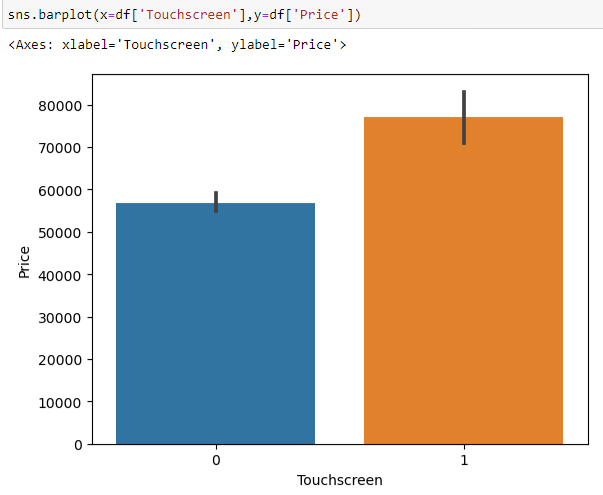 sns.barplot(x=df['Touchscreen'],y=df['Price'])
<Axes: xlabel='Touchscreen', ylabel='Price'>
80000
70000
60000
50000
40000
30000
20000
10000
0
Price
0 1
Touchscreen